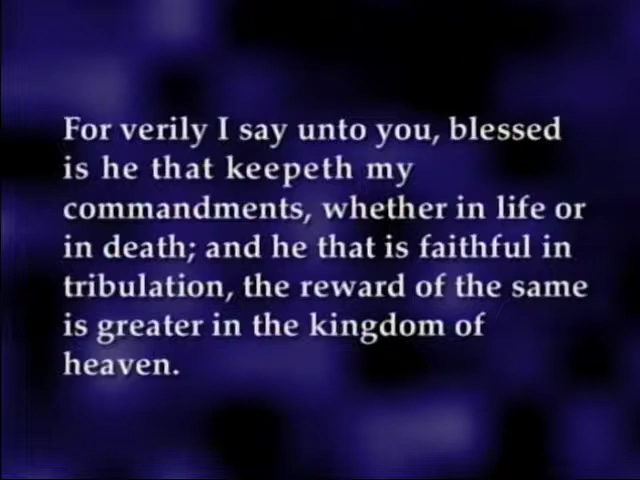 For verily I say unto you, blessed
is he that keepeth my
commandments, whether in life or
in death; and he that is faithful in
tribulation, the reward of the same
is greater in the kingdom of
heaven.